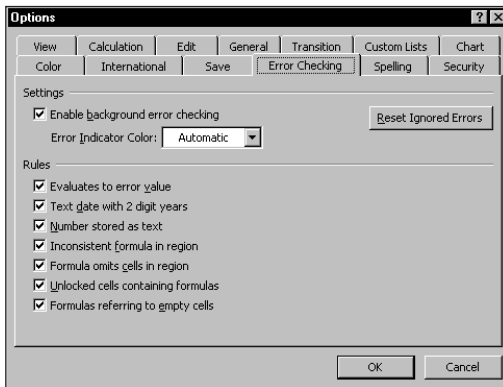 Options
View Calculation Edit General Transition Custom Lists Chart
Color International Save Error Checking Spelling Security
Settings
Enable background error checking
Reset Ignored Errors
Error Indicator Color: Automatic
Rules
Evaluates to error value
Text date with 2 digit years
Number stored as text
Inconsistent formula in region
Formula omits cells in region
Unlocked cells containing formulas
Formulas referring to empty cells
OK Cancel